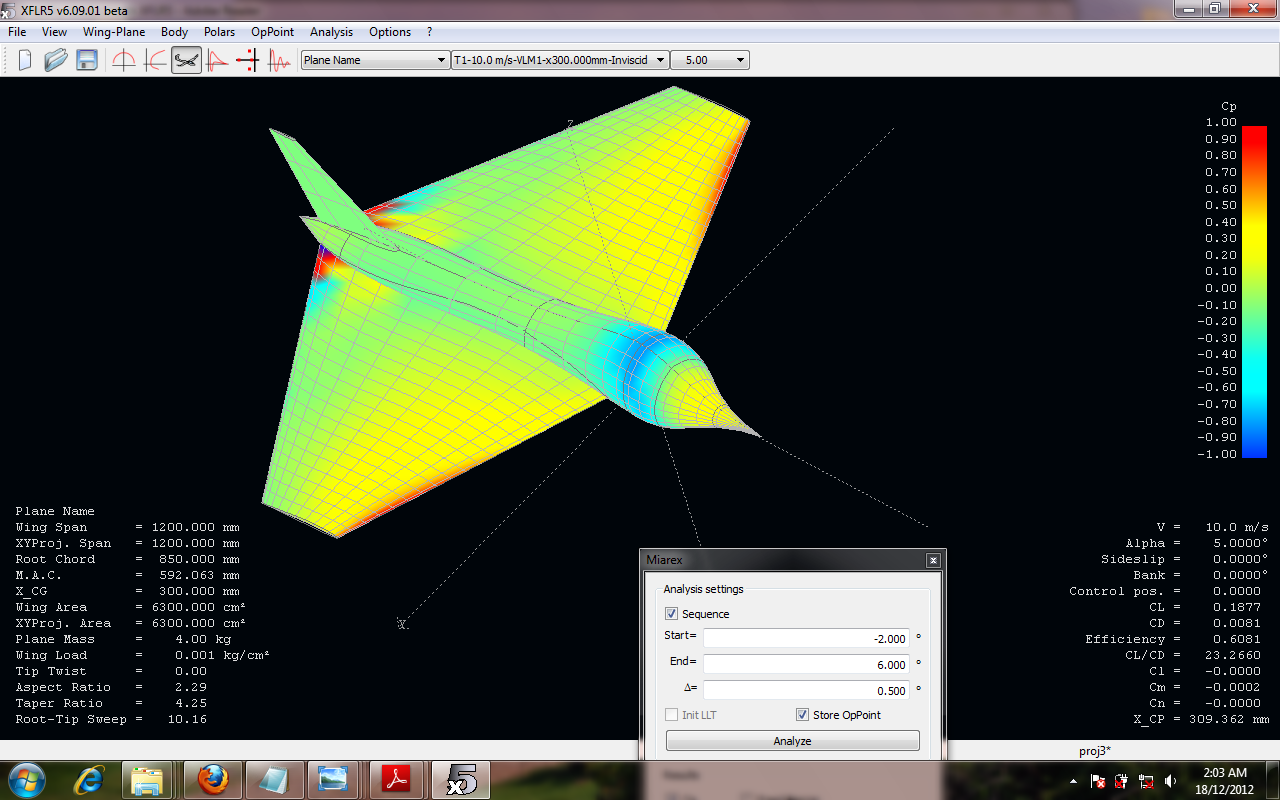 XFLR5 v6.09.01 beta
File View Wing-Plane Body Polars OpPoint Analysis Options ?
Plane Name T1-10.0 m/s-VLM1-x300.000mm-Inviscid 5.00
Z
Cp
1.00
0.90
0.80
0.70
0.60
0.50
0.40
0.30
0.20
0.10
0.00
-0.10
-0.20
-0.30
-0.40
-0.50
-0.60
-0.70
-0.80
-0.90
-1.00
X
Plane Name
Wing Span = 1200.000 mm
XYProj. Span = 1200.000 mm
Root Chord = 850.000 mm
M.A.C. = 592.063 mm
X_CG = 300.000 mm
Wing Area = 6300.000 cm²
XYProj. Area = 6300.000 cm²
Plane Mass = 4.00 kg
Wing Load = 0.001 kg/cm²
Tip Twist = 0.00
Aspect Ratio = 2.29
Taper Ratio = 4.25
Root-Tip Sweep = 10.16
Miarex
Analysis settings
Sequence
Start= -2.000 °
End= 6.000 °
Δ= 0.500 °
Init LLT Store OpPoint
Analyze
V = 10.0 m/s
Alpha = 5.0000°
Sideslip = 0.0000°
Bank = 0.0000°
Control pos. = 0.0000
CL = 0.1877
CD = 0.0081
Efficiency = 0.6081
CL/CD = 23.2660
Cl = -0.0000
Cm = -0.0002
Cn = -0.0000
X_CP = 309.362 mm
proj3*
2:03 AM
18/12/2012